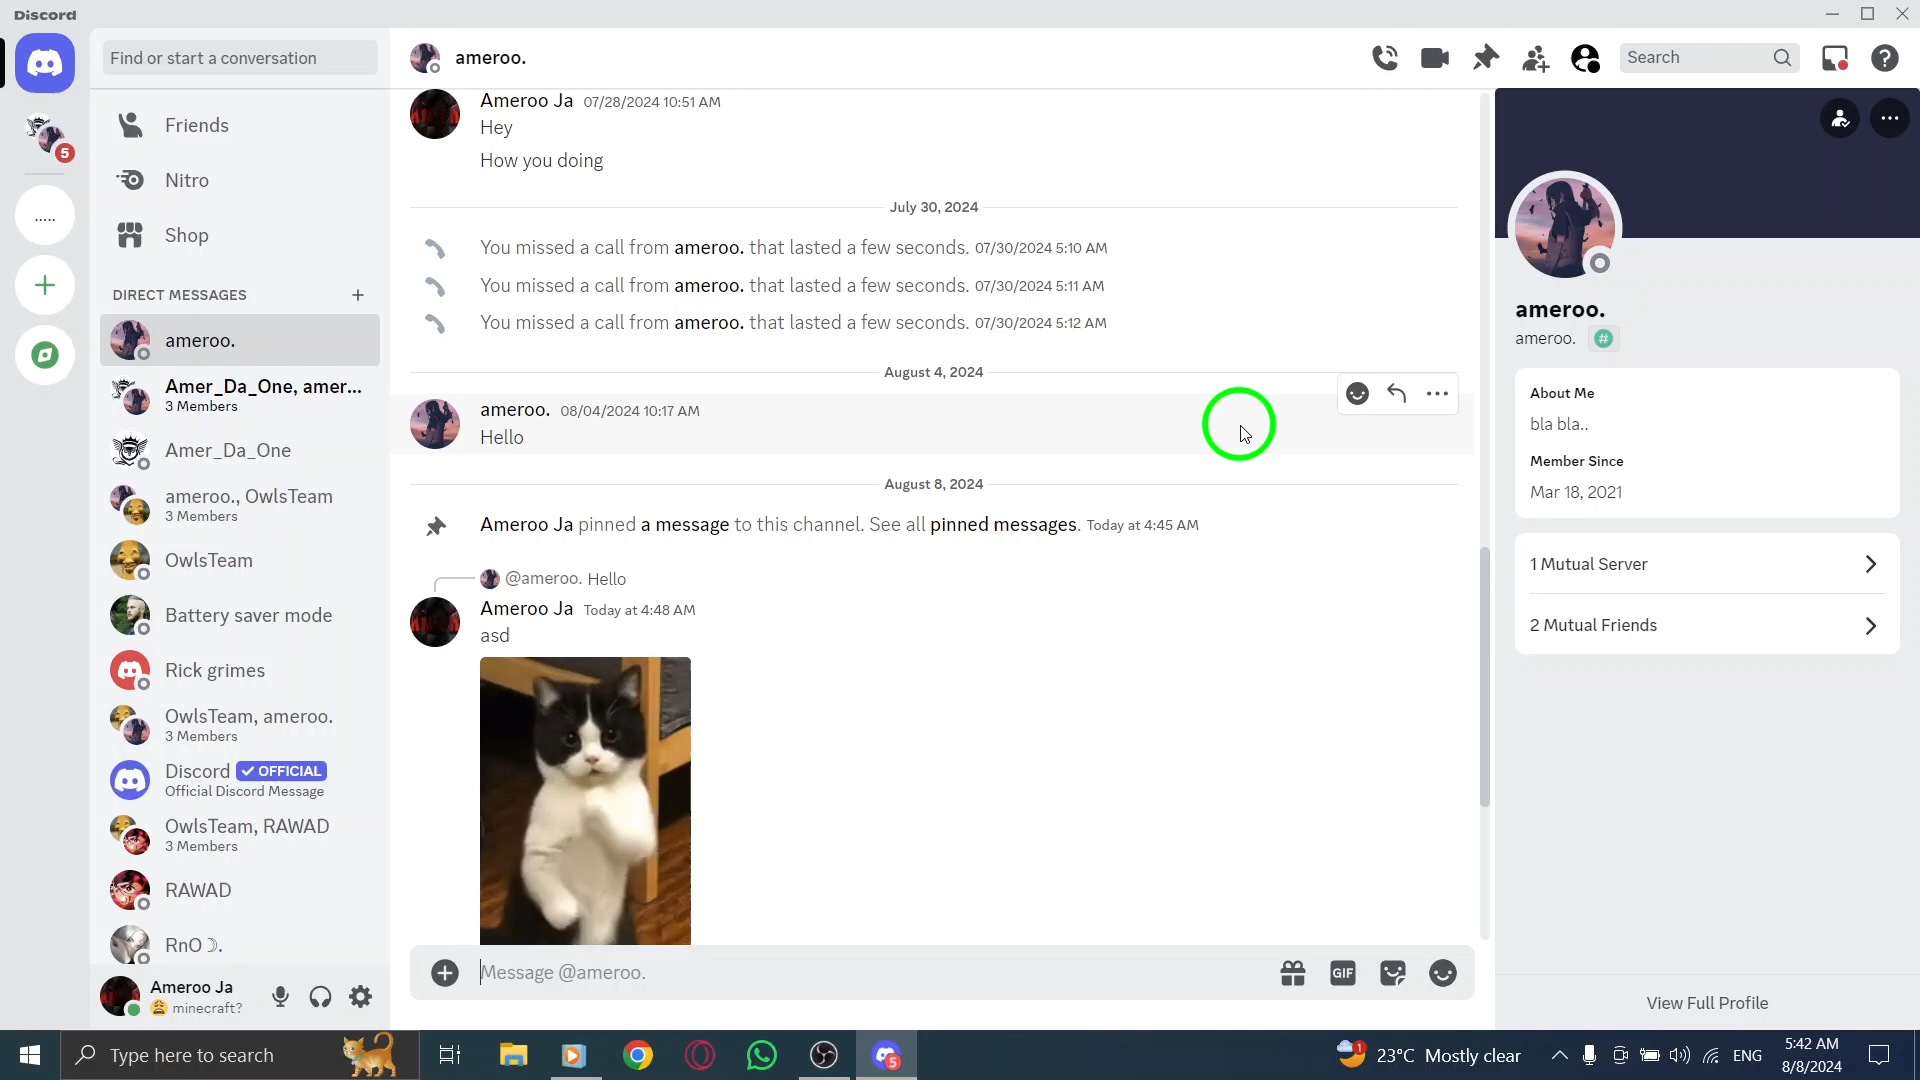 Discord
Find or start a conversation
ameroo.
Search
5
.....
Friends
Nitro
Shop
DIRECT MESSAGES
ameroo.
Amer_Da_One, amer...
3 Members
Amer_Da_One
ameroo., OwlsTeam
3 Members
OwlsTeam
Battery saver mode
Rick grimes
OwlsTeam, ameroo.
3 Members
Discord ✓ OFFICIAL
Official Discord Message
OwlsTeam, RAWAD
3 Members
RAWAD
RnO☽.
Ameroo Ja
😩 minecraft?
Ameroo Ja 07/28/2024 10:51 AM
Hey
How you doing
July 30, 2024
You missed a call from ameroo. that lasted a few seconds. 07/30/2024 5:10 AM
You missed a call from ameroo. that lasted a few seconds. 07/30/2024 5:11 AM
You missed a call from ameroo. that lasted a few seconds. 07/30/2024 5:12 AM
August 4, 2024
ameroo. 08/04/2024 10:17 AM
Hello
August 8, 2024
Ameroo Ja pinned a message to this channel. See all pinned messages. Today at 4:45 AM
@ameroo. Hello
Ameroo Ja Today at 4:48 AM
asd
Message @ameroo.
GIF
ameroo.
ameroo. #
About Me
bla bla..
Member Since
Mar 18, 2021
1 Mutual Server
2 Mutual Friends
View Full Profile
Type here to search
5
1
23°C Mostly clear
ENG
5:42 AM
8/8/2024